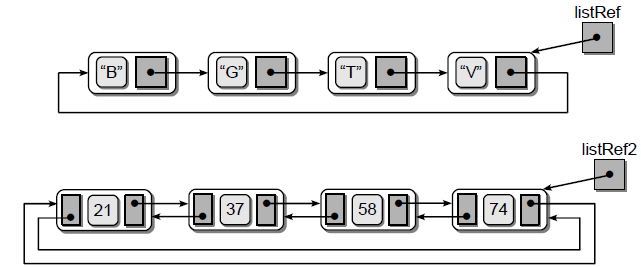 listRef
“B” “G” “T” “V”
listRef2
21 37 58 74